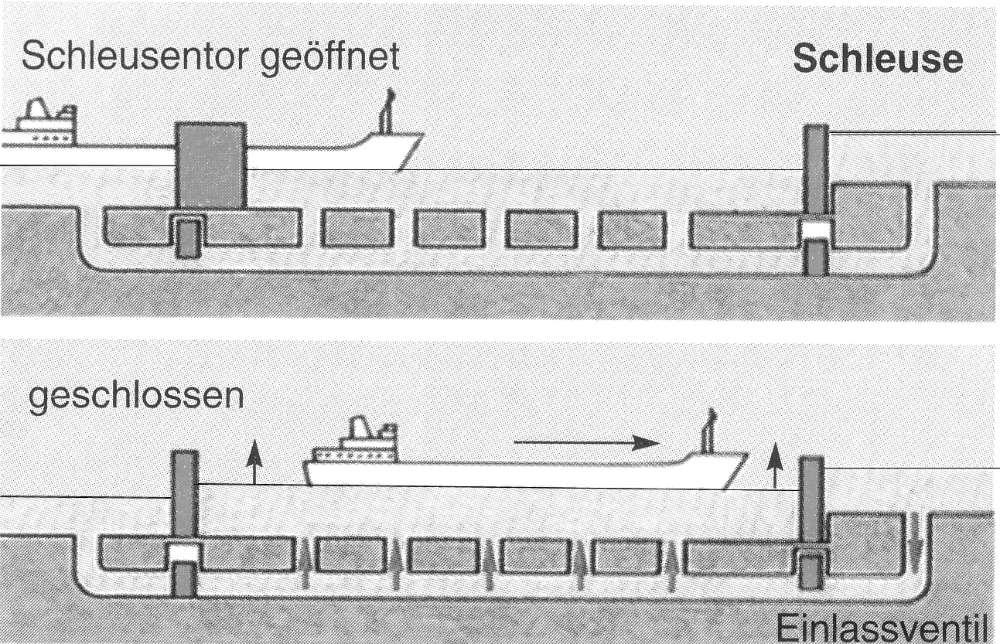 Schleusentor geöffnet
Schleuse
geschlossen
Einlassventil